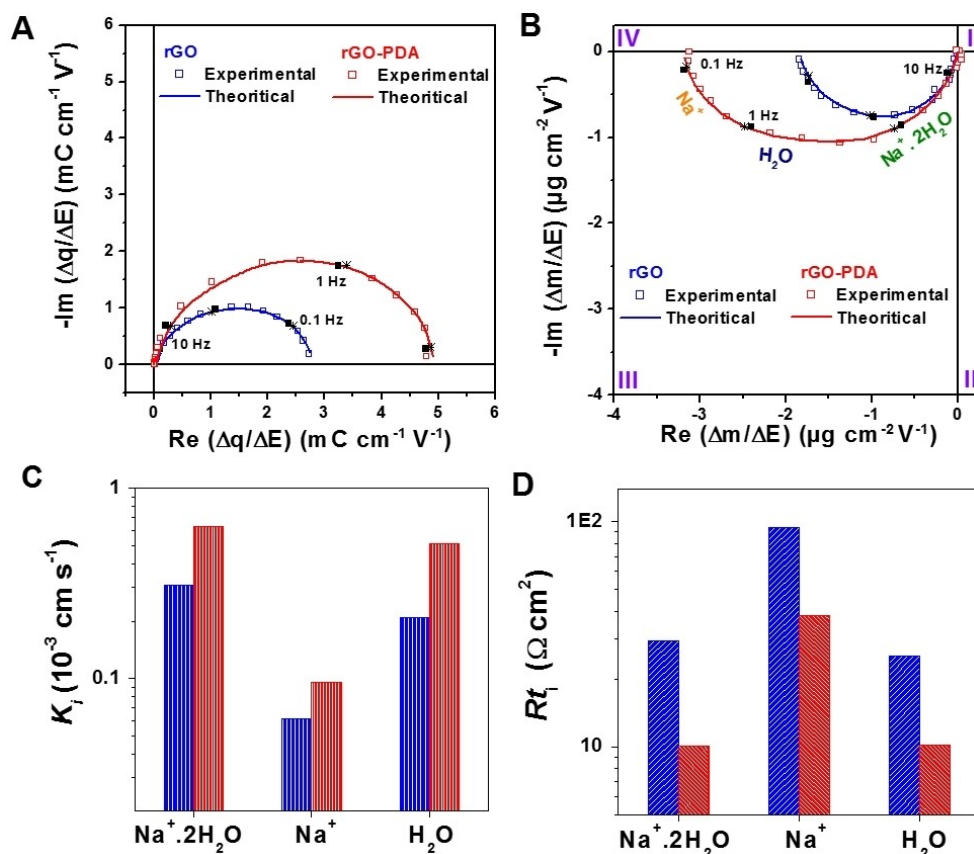 A
-Im (Δq/ΔE) (mC cm⁻¹ V⁻¹)
6
5
4
3
2
1
0
rGO
rGO-PDA
Experimental
Experimental
Theoritical
Theoritical
1 Hz
0.1 Hz
10 Hz
0 1 2 3 4 5 6
Re (Δq/ΔE) (mC cm⁻¹ V⁻¹)
B
-Im (Δm/ΔE) (µg cm⁻²V⁻¹)
IV
I
0
-1
-2
-3
-4
0.1 Hz
10 Hz
Na⁺
1 Hz
H₂O
Na⁺.2H₂O
rGO
rGO-PDA
Experimental
Experimental
Theoritical
Theoritical
III
II
-4 -3 -2 -1 0
Re (Δm/ΔE) (µg cm⁻²V⁻¹)
C
Kᵢ (10⁻³ cm s⁻¹)
1
0.1
Na⁺.2H₂O Na⁺ H₂O
D
Rtᵢ (Ω cm²)
1E2
10
Na⁺.2H₂O Na⁺ H₂O